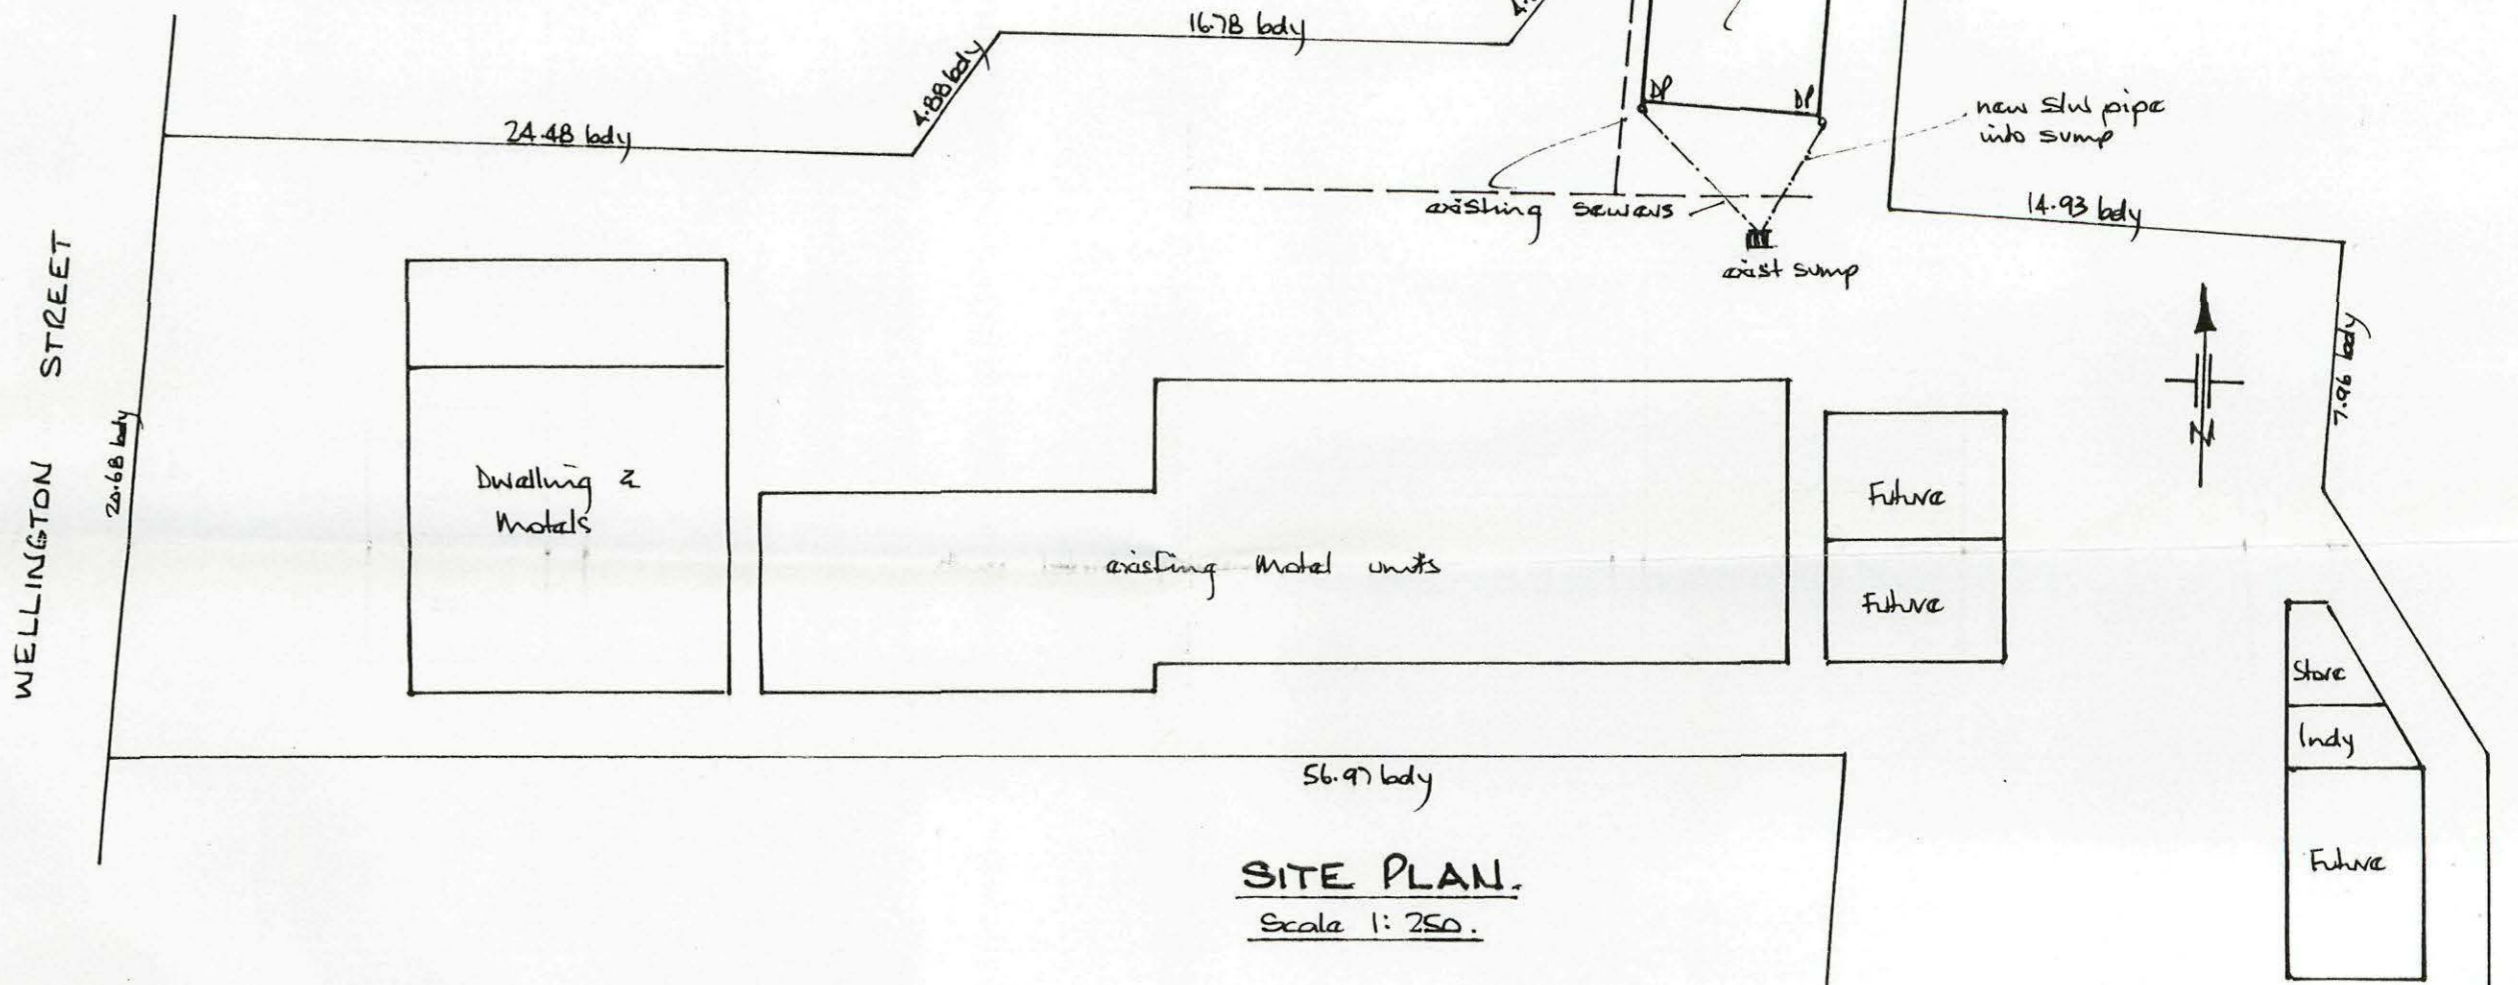 16.78 bdy
4.88 bdy
24.48 bdy
DP
DP
new S/W pipe
into sump
existing sewers
exist sump
14.93 bdy
7.96 bdy
N
WELLINGTON STREET
20.68 bdy
Dwelling &
Motels
existing Motel units
Future
Future
Store
Indy
Future
56.97 bdy
SITE PLAN.
Scale 1: 250.